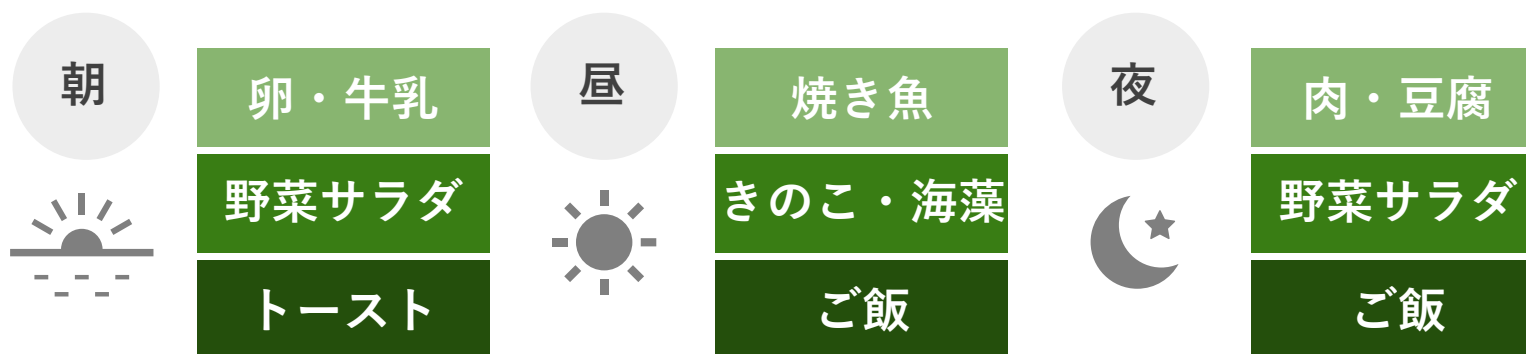 朝
卵・牛乳
野菜サラダ
トースト
昼
焼き魚
きのこ・海藻
ご飯
夜
肉・豆腐
野菜サラダ
ご飯